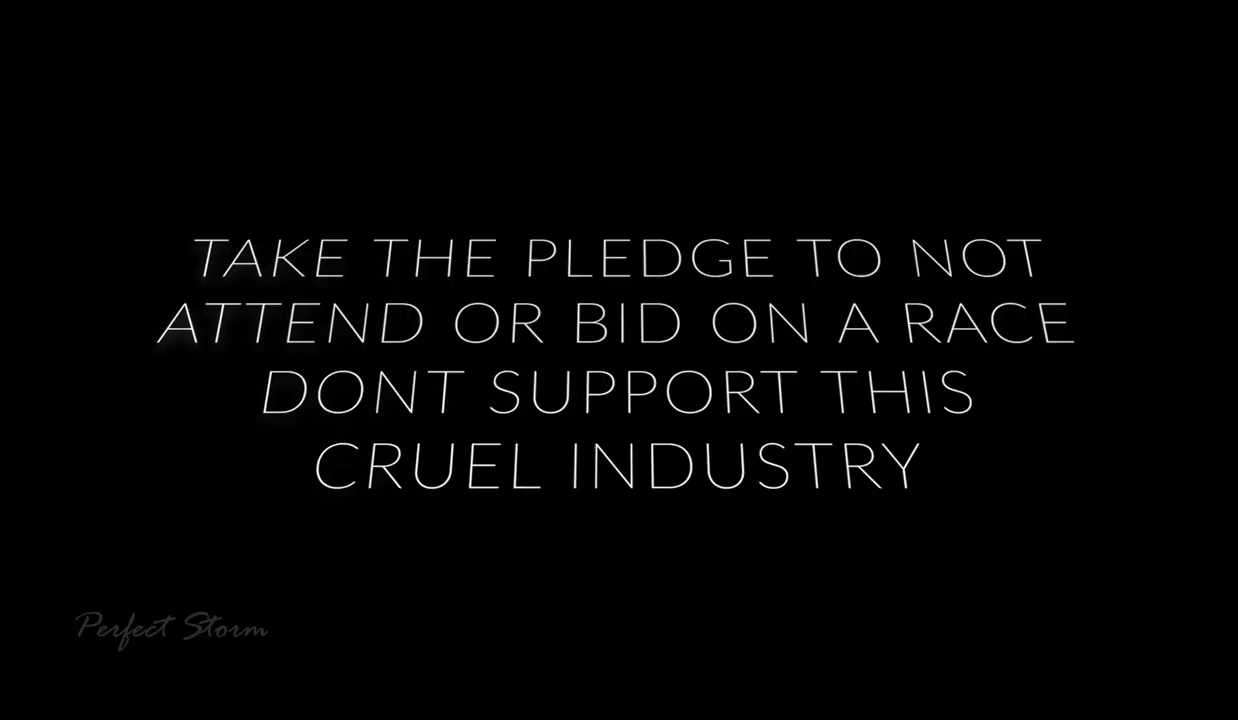 TAKE THE PLEDGE TO NOT
ATTEND OR BID ON A RACE
DONT SUPPORT THIS
CRUEL INDUSTRY
Perfect Storm